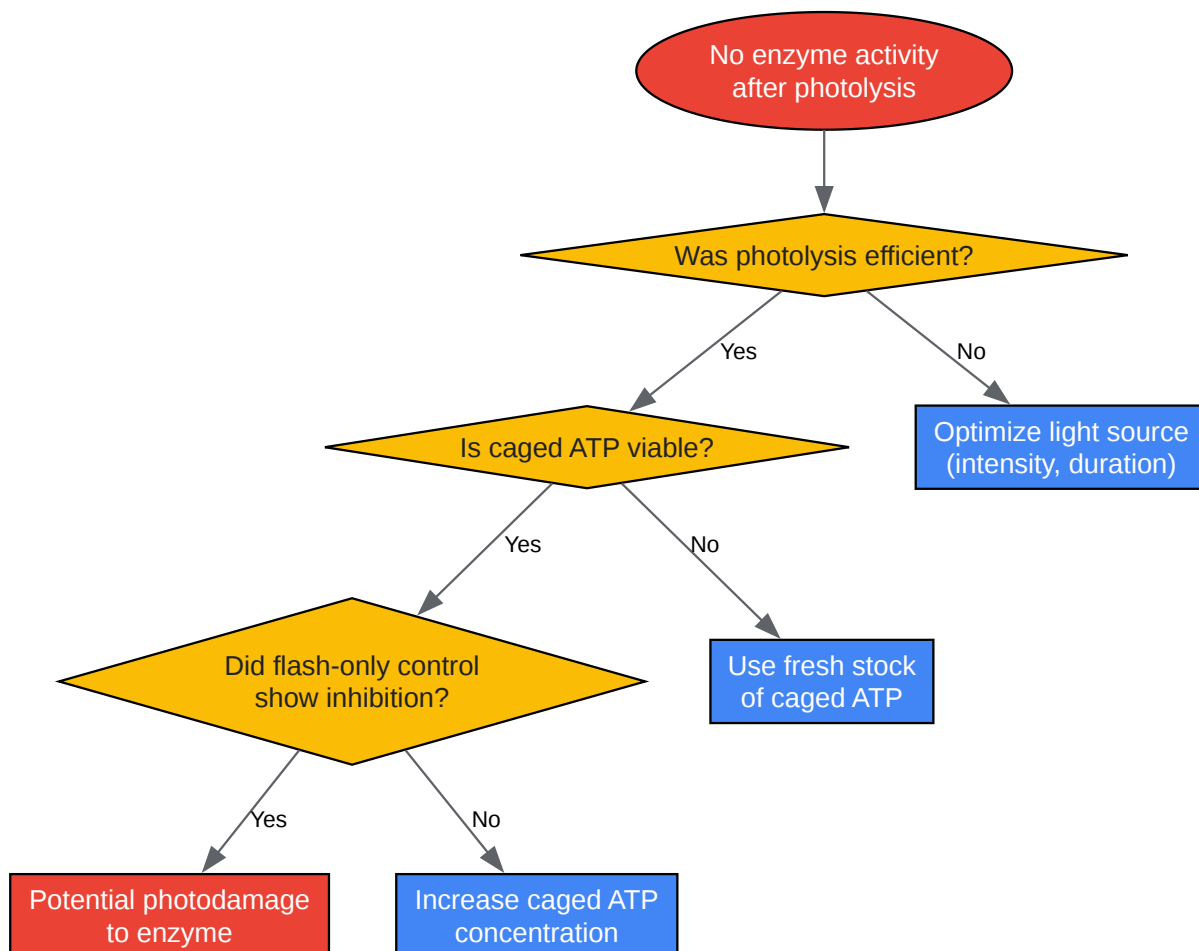 No enzyme activity
after photolysis
Was photolysis efficient?
Yes
No
Is caged ATP viable?
Optimize light source
(intensity, duration)
Yes
No
Did flash-only control
show inhibition?
Use fresh stock
of caged ATP
Yes
No
Potential photodamage
to enzyme
Increase caged ATP
concentration